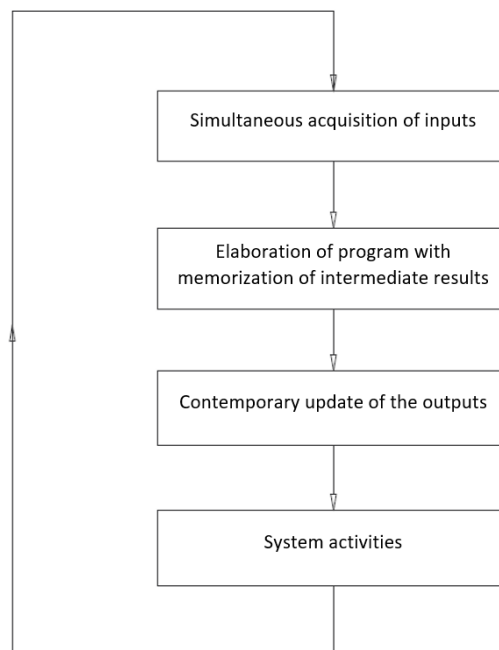 Simultaneous acquisition of inputs
Elaboration of program with
memorization of intermediate results
Contemporary update of the outputs
System activities